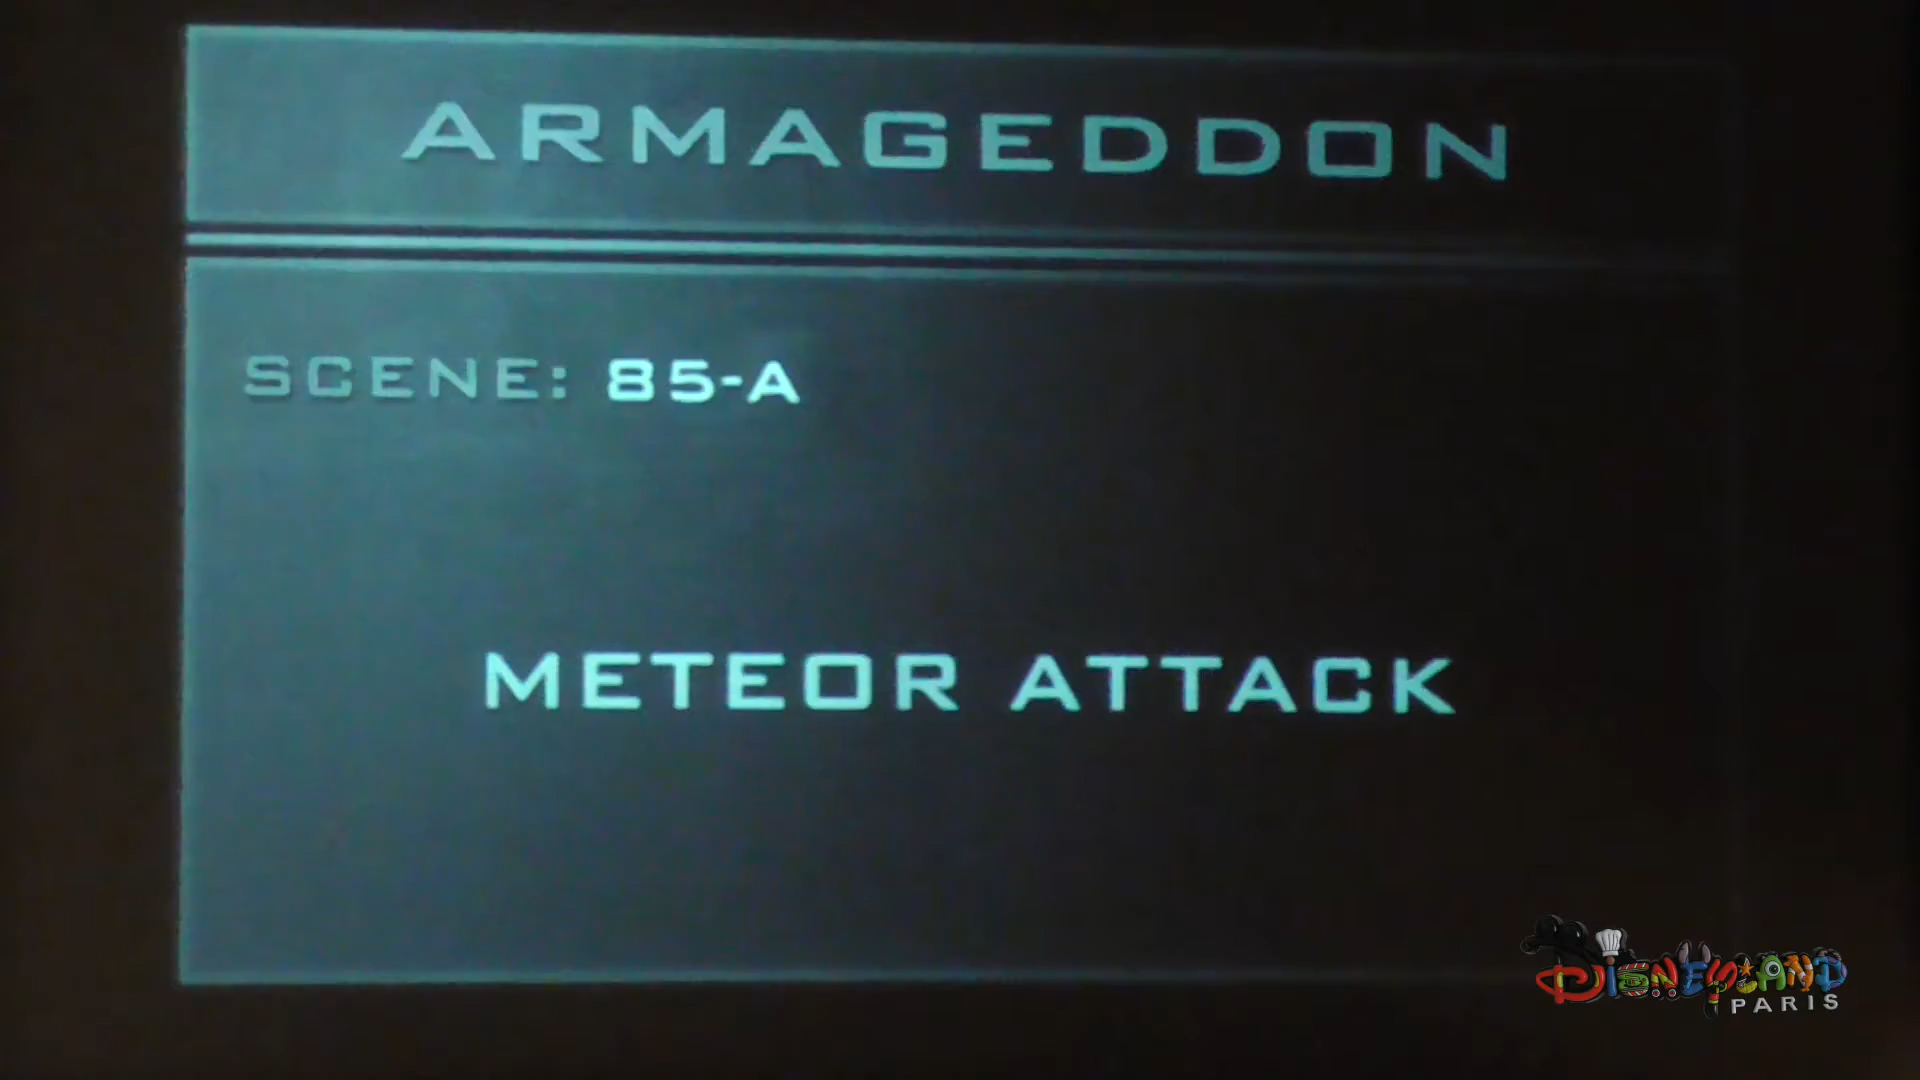 ARMAGEDDON
SCENE: 85-A
METEOR ATTACK
DISNEYLAND
PARIS